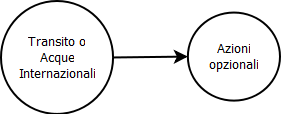 Transito o
Acque
Internazionali
Azioni
opzionali